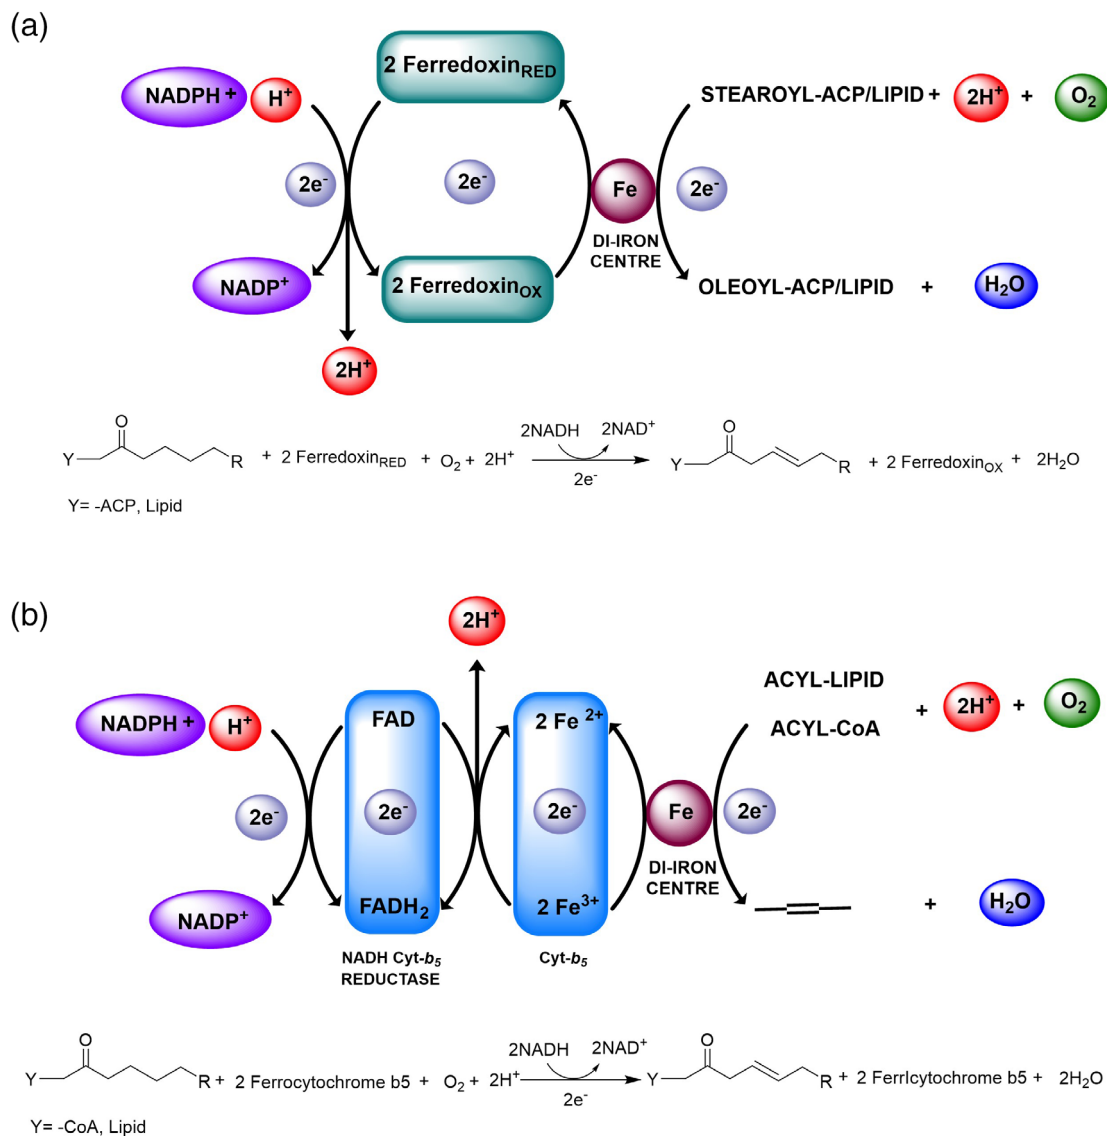 (a)
NADPH + H⁺
2 Ferredoxin_RED
STEAROYL-ACP/LIPID + 2H⁺ + O₂
2e⁻
2e⁻
Fe
2e⁻
DI-IRON
CENTRE
NADP⁺
2 Ferredoxin_OX
OLEOYL-ACP/LIPID + H₂O
2H⁺
O
Y
R
+ 2 Ferredoxin_RED + O₂ + 2H⁺
2NADH 2NAD⁺
2e⁻
O
Y
R
+ 2 Ferredoxin_OX + 2H₂O
Y= -ACP, Lipid
(b)
2H⁺
NADPH + H⁺
FAD
2 Fe ²⁺
ACYL-LIPID
ACYL-CoA
+ 2H⁺ + O₂
2e⁻
2e⁻
2e⁻
Fe
2e⁻
DI-IRON
CENTRE
NADP⁺
FADH₂
2 Fe³⁺
+ H₂O
NADH Cyt-b₅
REDUCTASE
Cyt-b₅
O
Y
R
+ 2 Ferrocytochrome b5 + O₂ + 2H⁺
2NADH 2NAD⁺
2e⁻
O
Y
R
+ 2 FerrIcytochrome b5 + 2H₂O
Y= -CoA, Lipid